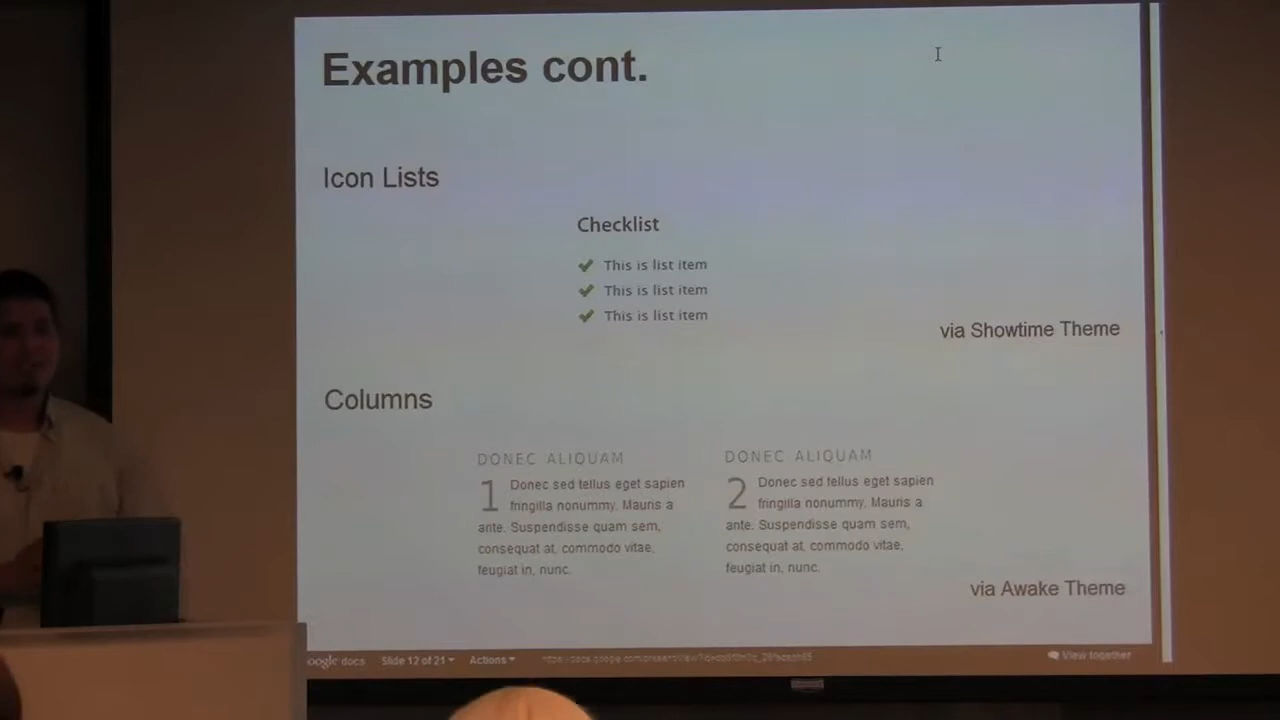 Examples cont.
Icon Lists
Checklist
This is list item
This is list item
This is list item
via Showtime Theme
Columns
DONEC ALIQUAM
1 Donec sed tellus eget sapien
fringilla nonummy. Mauris a
ante. Suspendisse quam sem,
consequat at, commodo vitae,
feugiat in, nunc.
DONEC ALIQUAM
2 Donec sed tellus eget sapien
fringilla nonummy. Mauris a
ante. Suspendisse quam sem,
consequat at, commodo vitae,
feugiat in, nunc.
via Awake Theme
oogle docs Slide 12 of 21 Actions View together